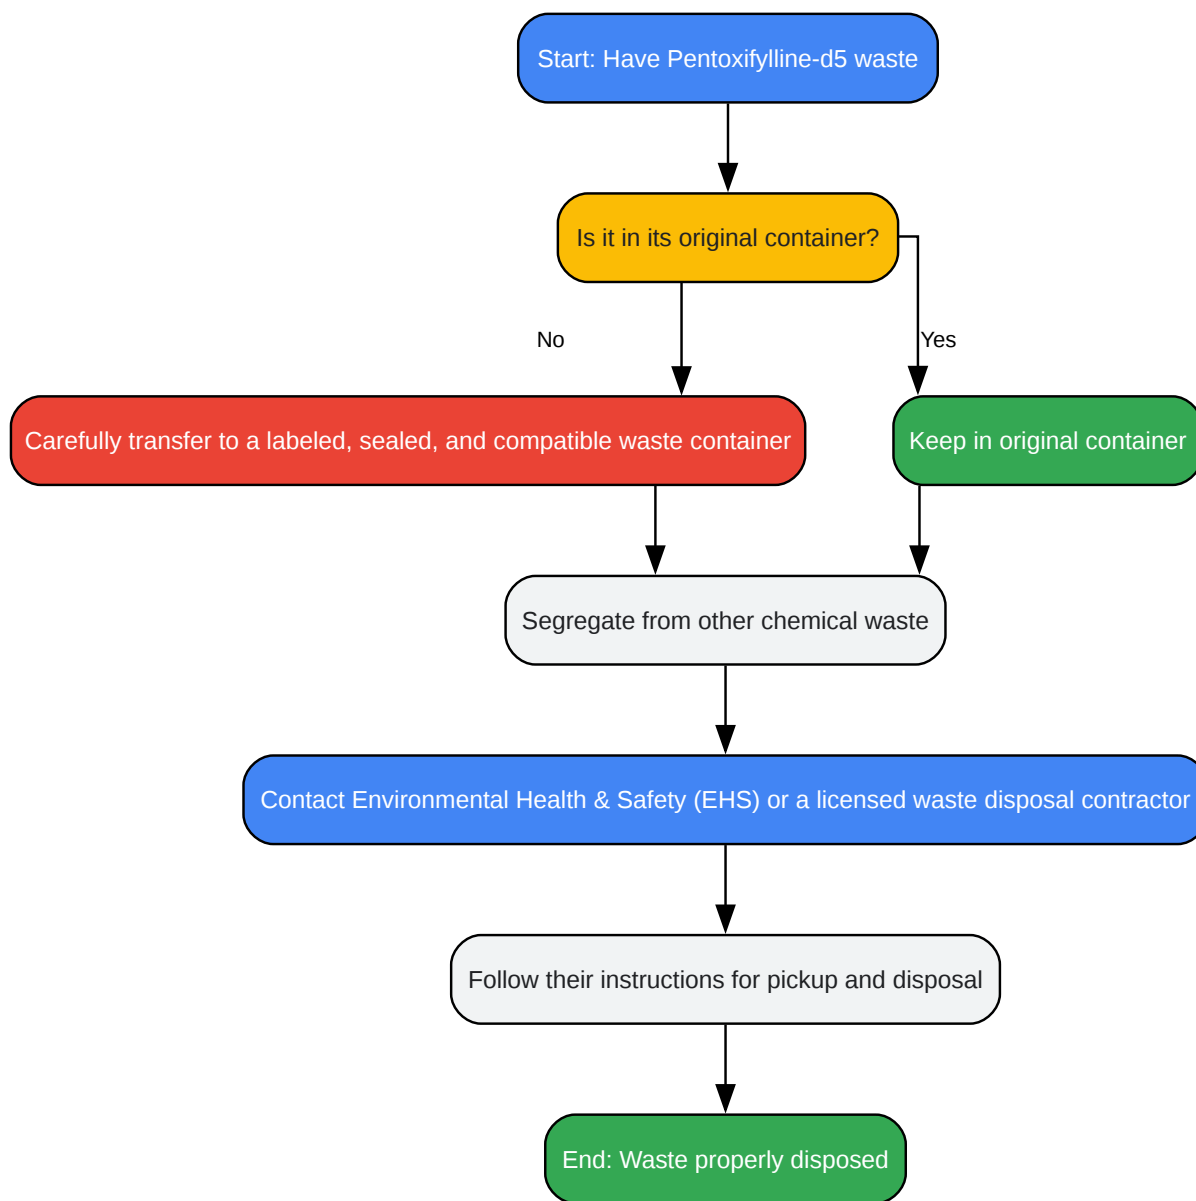 Start: Have Pentoxifylline-d5 waste
Is it in its original container?
No
Yes
Carefully transfer to a labeled, sealed, and compatible waste container
Keep in original container
Segregate from other chemical waste
Contact Environmental Health & Safety (EHS) or a licensed waste disposal contractor
Follow their instructions for pickup and disposal
End: Waste properly disposed